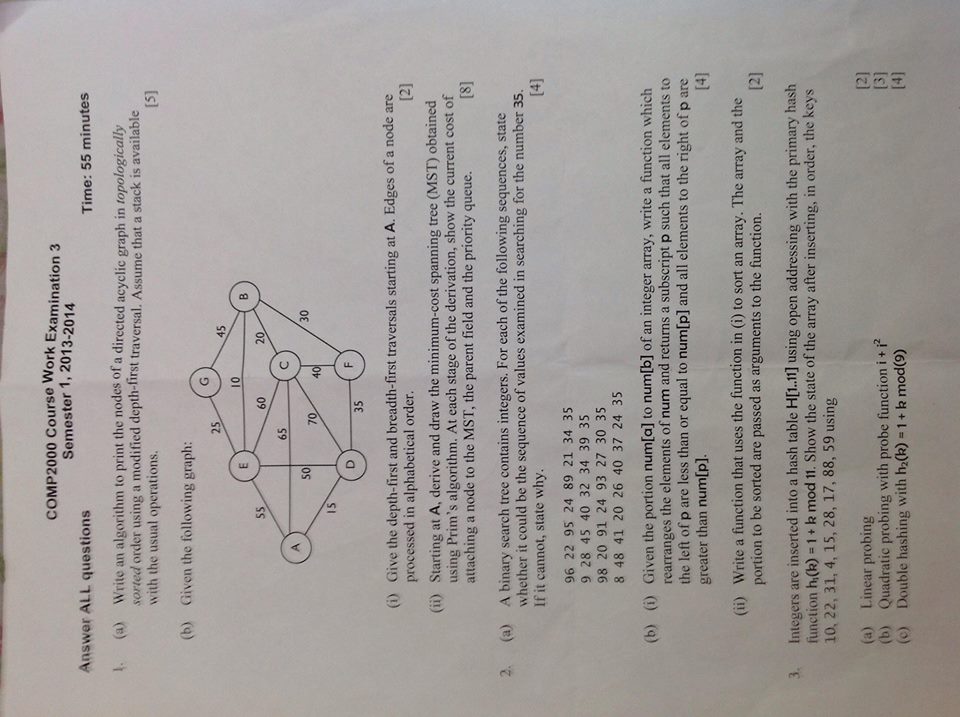 COMP2000 Course Work Examination 3
Semester 1, 2013-2014
Answer ALL questions Time: 55 minutes
1. (a) Write an algorithm to print the nodes of a directed acyclic graph in topologically
sorted order using a modified depth-first traversal. Assume that a stack is available
with the usual operations. [5]
(b) Given the following graph:
G
25 45
E 10 B
55 60 20
A 65 C 30
50 70 40
15 D F
35
(i) Give the depth-first and breadth-first traversals starting at A. Edges of a node are
processed in alphabetical order. [2]
(ii) Starting at A, derive and draw the minimum-cost spanning tree (MST) obtained
using Prim's algorithm. At each stage of the derivation, show the current cost of
attaching a node to the MST, the parent field and the priority queue. [8]
2. (a) A binary search tree contains integers. For each of the following sequences, state
whether it could be the sequence of values examined in searching for the number 35.
If it cannot, state why. [4]
96 22 95 24 89 21 34 35
9 28 45 40 32 34 39 35
98 20 91 24 93 27 30 35
8 48 41 20 26 40 37 24 35
(b) (i) Given the portion num[a] to num[b] of an integer array, write a function which
rearranges the elements of num and returns a subscript p such that all elements to
the left of p are less than or equal to num[p] and all elements to the right of p are
greater than num[p]. [4]
(ii) Write a function that uses the function in (i) to sort an array. The array and the
portion to be sorted are passed as arguments to the function. [2]
3. Integers are inserted into a hash table H[1..11] using open addressing with the primary hash
function h₁(k) = 1 + k mod 11. Show the state of the array after inserting, in order, the keys
10, 22, 31, 4, 15, 28, 17, 88, 59 using
(a) Linear probing [2]
(b) Quadratic probing with probe function i + i² [3]
(c) Double hashing with h₂(k) = 1 + k mod(9) [4]